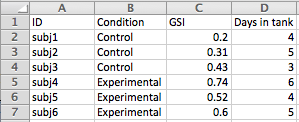 A B C D
1 ID Condition GSI Days in tank
2 subj1 Control 0.2 4
3 subj2 Control 0.31 5
4 subj3 Control 0.43 3
5 subj4 Experimental 0.74 6
6 subj5 Experimental 0.52 4
7 subj6 Experimental 0.6 5